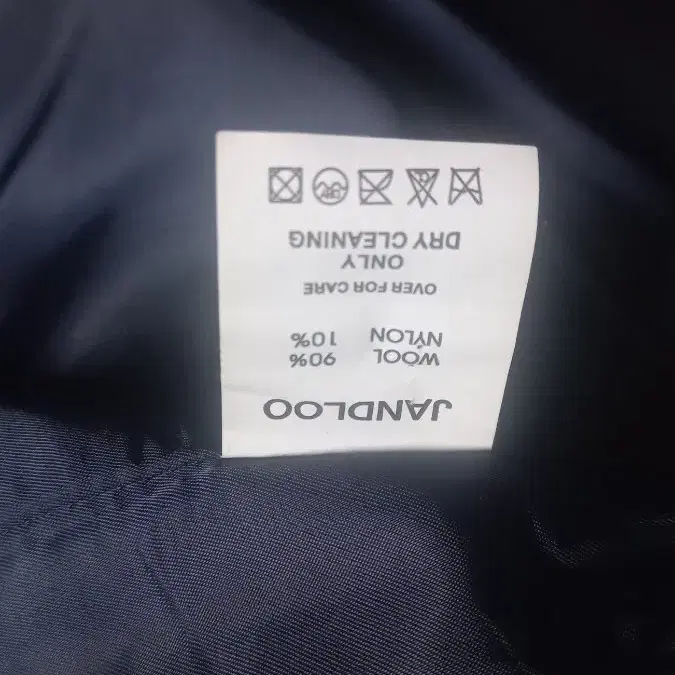 JANDLOO
WOOL 90%
NYLON 10%
OVER FOR CARE
ONLY
DRY CLEANING